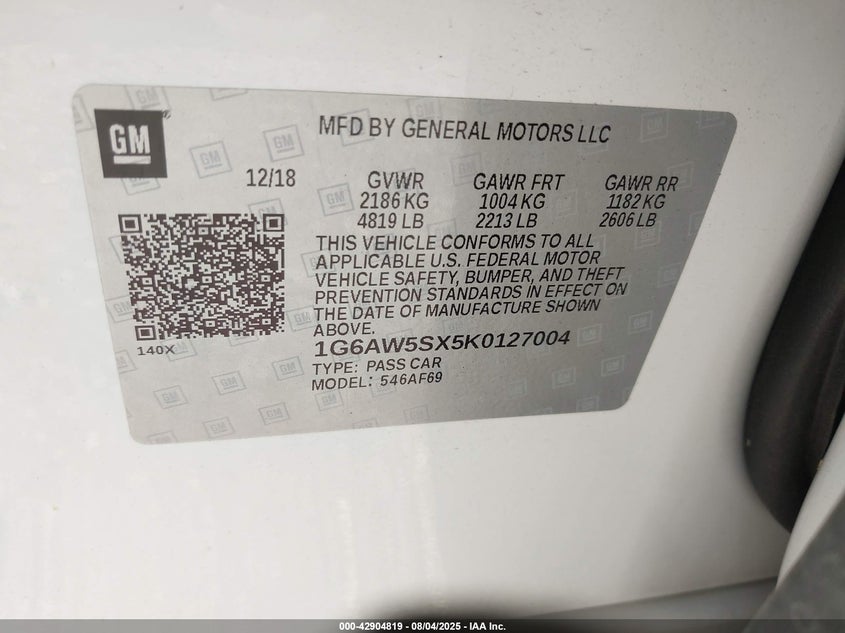 GM
MFD BY GENERAL MOTORS LLC
12/18 GVWR GAWR FRT GAWR RR
2186 KG 1004 KG 1182 KG
4819 LB 2213 LB 2606 LB
THIS VEHICLE CONFORMS TO ALL
APPLICABLE U.S. FEDERAL MOTOR
VEHICLE SAFETY, BUMPER, AND THEFT
PREVENTION STANDARDS IN EFFECT ON
THE DATE OF MANUFACTURE SHOWN
ABOVE.
140X
1G6AW5SX5K0127004
TYPE: PASS CAR
MODEL: 546AF69
000-42904819 - 08/04/2025 - IAA Inc.